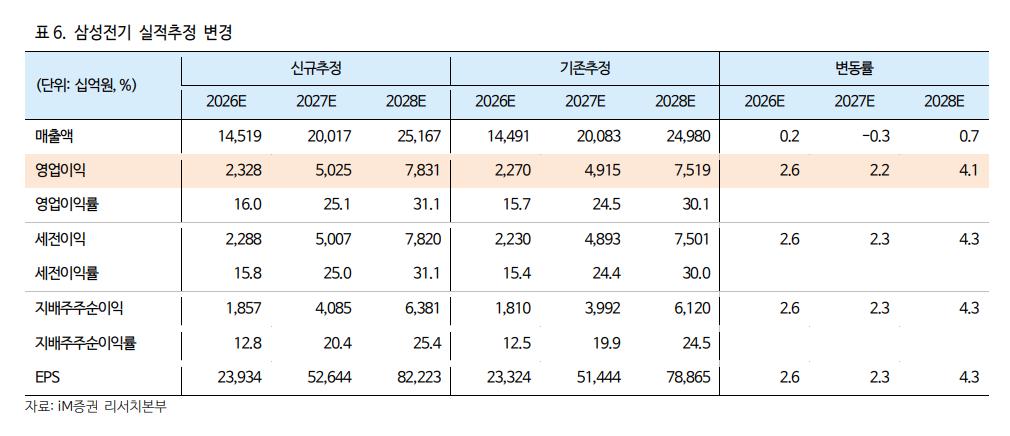 표 6. 삼성전기 실적추정 변경
(단위: 십억원, %) 신규추정 기존추정 변동률
2026E 2027E 2028E 2026E 2027E 2028E 2026E 2027E 2028E
매출액 14,519 20,017 25,167 14,491 20,083 24,980 0.2 -0.3 0.7
영업이익 2,328 5,025 7,831 2,270 4,915 7,519 2.6 2.2 4.1
영업이익률 16.0 25.1 31.1 15.7 24.5 30.1
세전이익 2,288 5,007 7,820 2,230 4,893 7,501 2.6 2.3 4.3
세전이익률 15.8 25.0 31.1 15.4 24.4 30.0
지배주주순이익 1,857 4,085 6,381 1,810 3,992 6,120 2.6 2.3 4.3
지배주주순이익률 12.8 20.4 25.4 12.5 19.9 24.5
EPS 23,934 52,644 82,223 23,324 51,444 78,865 2.6 2.3 4.3
자료: iM증권 리서치본부